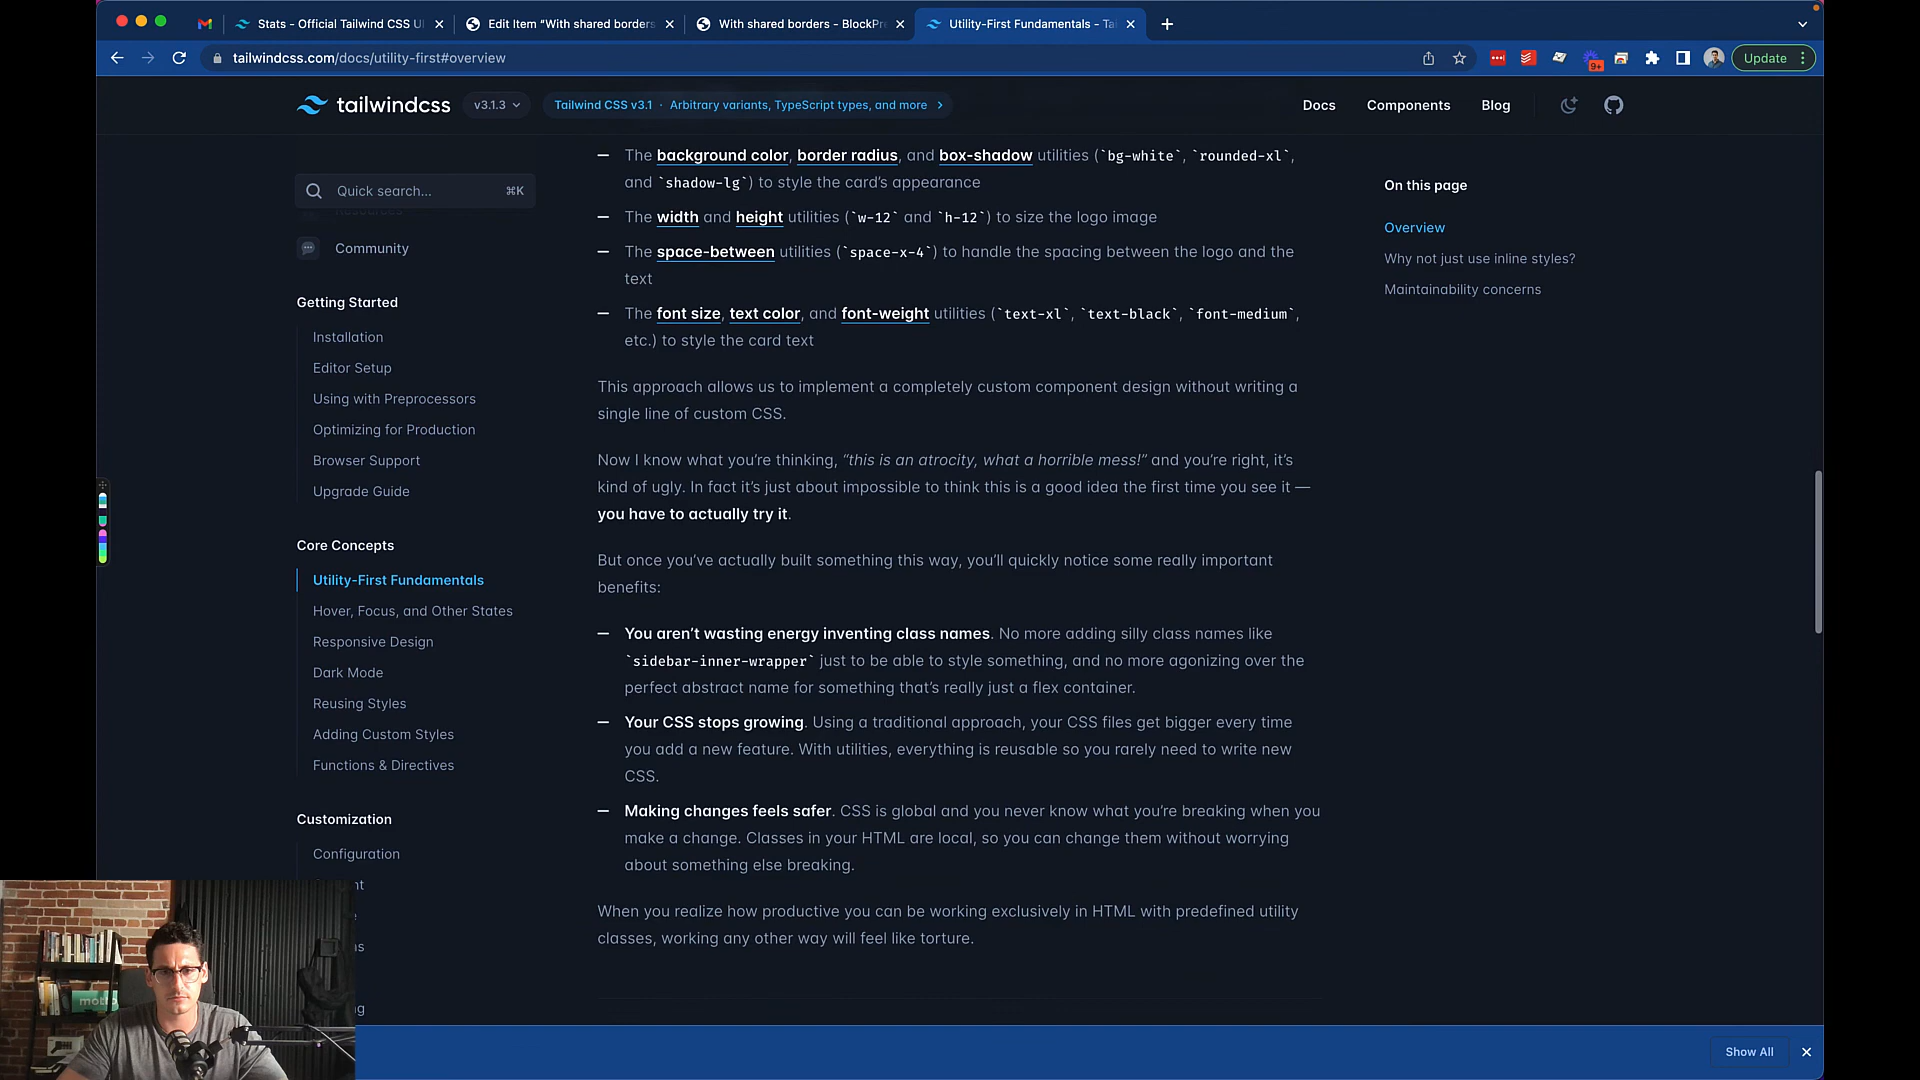 Stats - Official Tailwind CSS UI
Edit Item "With shared borders
With shared borders - BlockPr
Utility-First Fundamentals - Tai
tailwindcss.com/docs/utility-first#overview
9+
Update
tailwindcss
v3.1.3
Tailwind CSS v3.1 · Arbitrary variants, TypeScript types, and more
Docs
Components
Blog
Quick search...
⌘K
Resources
Community
Getting Started
Installation
Editor Setup
Using with Preprocessors
Optimizing for Production
Browser Support
Upgrade Guide
Core Concepts
Utility-First Fundamentals
Hover, Focus, and Other States
Responsive Design
Dark Mode
Reusing Styles
Adding Custom Styles
Functions & Directives
Customization
Configuration
— The background color, border radius, and box-shadow utilities (`bg-white`, `rounded-xl`,
and `shadow-lg`) to style the card’s appearance
— The width and height utilities (`w-12` and `h-12`) to size the logo image
— The space-between utilities (`space-x-4`) to handle the spacing between the logo and the
text
— The font size, text color, and font-weight utilities (`text-xl`, `text-black`, `font-medium`,
etc.) to style the card text
This approach allows us to implement a completely custom component design without writing a
single line of custom CSS.
Now I know what you’re thinking, “this is an atrocity, what a horrible mess!” and you’re right, it’s
kind of ugly. In fact it’s just about impossible to think this is a good idea the first time you see it —
you have to actually try it.
But once you’ve actually built something this way, you’ll quickly notice some really important
benefits:
— You aren’t wasting energy inventing class names. No more adding silly class names like
`sidebar-inner-wrapper` just to be able to style something, and no more agonizing over the
perfect abstract name for something that’s really just a flex container.
— Your CSS stops growing. Using a traditional approach, your CSS files get bigger every time
you add a new feature. With utilities, everything is reusable so you rarely need to write new
CSS.
— Making changes feels safer. CSS is global and you never know what you’re breaking when you
make a change. Classes in your HTML are local, so you can change them without worrying
about something else breaking.
When you realize how productive you can be working exclusively in HTML with predefined utility
classes, working any other way will feel like torture.
On this page
Overview
Why not just use inline styles?
Maintainability concerns
Show All